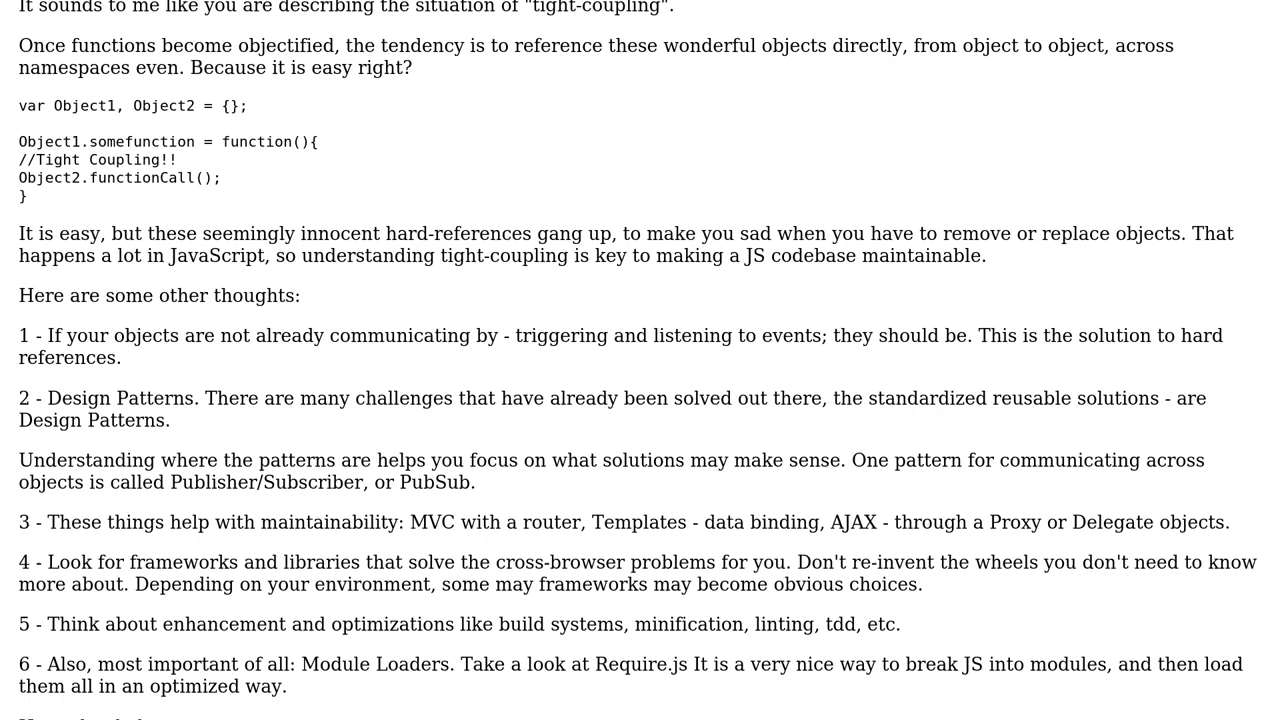 It sounds to me like you are describing the situation of "tight-coupling".
Once functions become objectified, the tendency is to reference these wonderful objects directly, from object to object, across
namespaces even. Because it is easy right?
var Object1, Object2 = {};
Object1.somefunction = function(){
//Tight Coupling!!
Object2.functionCall();
}
It is easy, but these seemingly innocent hard-references gang up, to make you sad when you have to remove or replace objects. That
happens a lot in JavaScript, so understanding tight-coupling is key to making a JS codebase maintainable.
Here are some other thoughts:
1 - If your objects are not already communicating by - triggering and listening to events; they should be. This is the solution to hard
references.
2 - Design Patterns. There are many challenges that have already been solved out there, the standardized reusable solutions - are
Design Patterns.
Understanding where the patterns are helps you focus on what solutions may make sense. One pattern for communicating across
objects is called Publisher/Subscriber, or PubSub.
3 - These things help with maintainability: MVC with a router, Templates - data binding, AJAX - through a Proxy or Delegate objects.
4 - Look for frameworks and libraries that solve the cross-browser problems for you. Don't re-invent the wheels you don't need to know
more about. Depending on your environment, some may frameworks may become obvious choices.
5 - Think about enhancement and optimizations like build systems, minification, linting, tdd, etc.
6 - Also, most important of all: Module Loaders. Take a look at Require.js It is a very nice way to break JS into modules, and then load
them all in an optimized way.